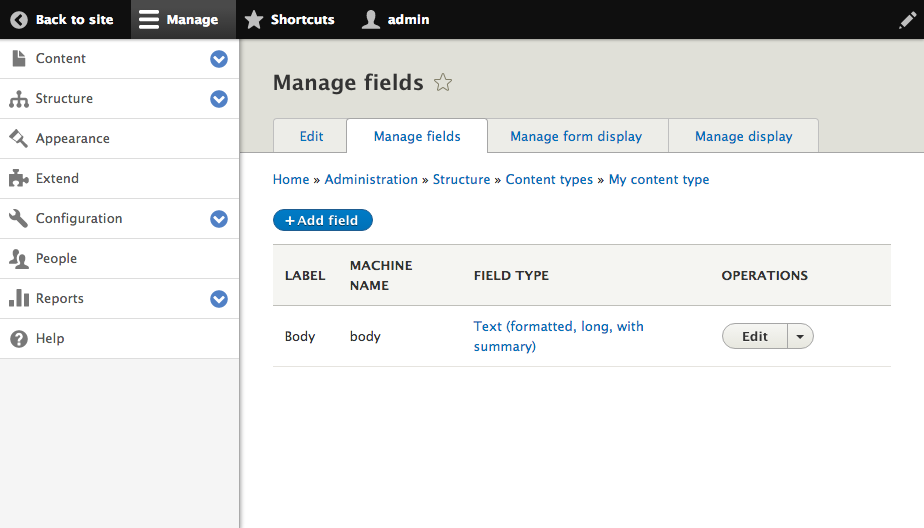 Back to site Manage Shortcuts admin
Content
Structure
Appearance
Extend
Configuration
People
Reports
Help
Manage fields
Edit Manage fields Manage form display Manage display
Home » Administration » Structure » Content types » My content type
+ Add field
LABEL MACHINE NAME FIELD TYPE OPERATIONS
Body body Text (formatted, long, with
summary) Edit